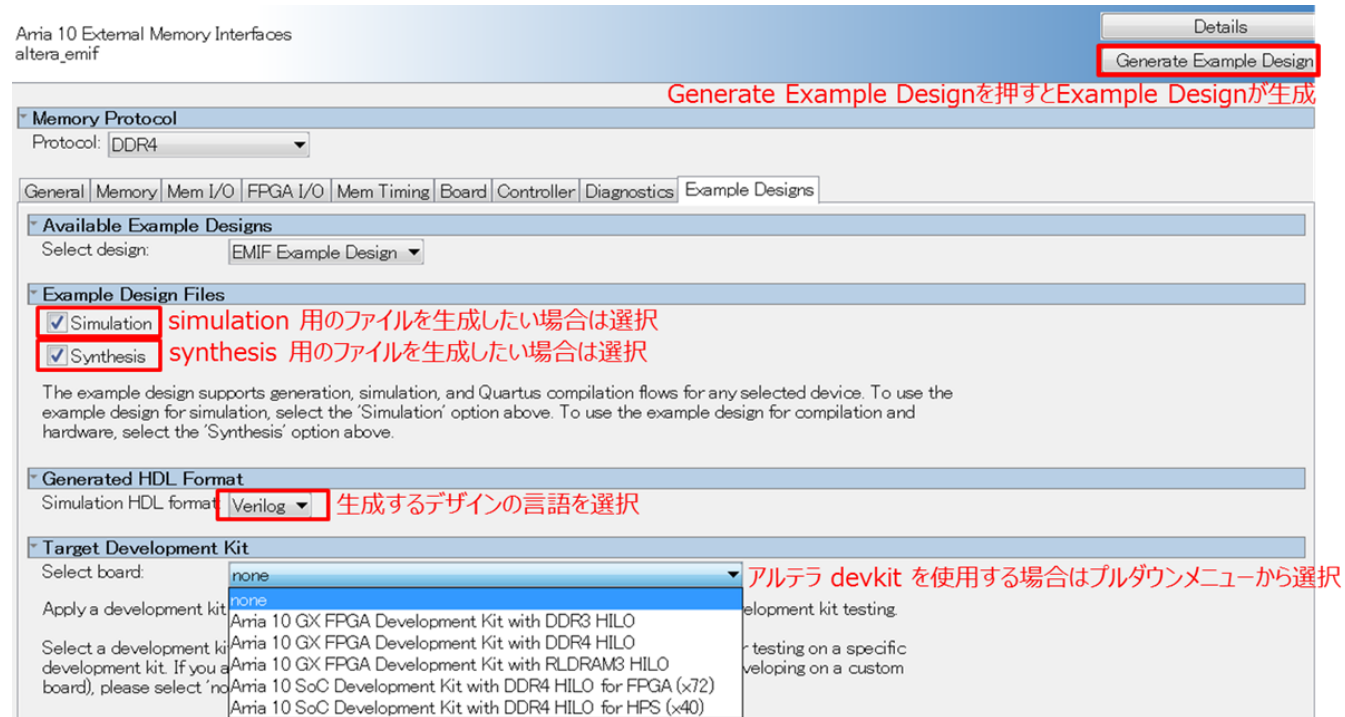 Arria 10 External Memory Interfaces
altera_emif
Details
Generate Example Design
Generate Example Designを押すとExample Designが生成
Memory Protocol
Protocol: DDR4
General Memory Mem I/O FPGA I/O Mem Timing Board Controller Diagnostics Example Designs
Available Example Designs
Select design: EMIF Example Design
Example Design Files
Simulation simulation 用のファイルを生成したい場合は選択
Synthesis synthesis 用のファイルを生成したい場合は選択
The example design supports generation, simulation, and Quartus compilation flows for any selected device. To use the
example design for simulation, select the 'Simulation' option above. To use the example design for compilation and
hardware, select the 'Synthesis' option above.
Generated HDL Format
Simulation HDL format Verilog 生成するデザインの言語を選択
Target Development Kit
Select board: none アルテラ devkit を使用する場合はプルダウンメニューから選択
none
Apply a development kit elopment kit testing.
Arria 10 GX FPGA Development Kit with DDR3 HILO
Arria 10 GX FPGA Development Kit with DDR4 HILO
Select a development ki r testing on a specific
Arria 10 GX FPGA Development Kit with RLDRAM3 HILO
development kit. If you a veloping on a custom
Arria 10 SoC Development Kit with DDR4 HILO for FPGA (x72)
board), please select 'no
Arria 10 SoC Development Kit with DDR4 HILO for HPS (x40)